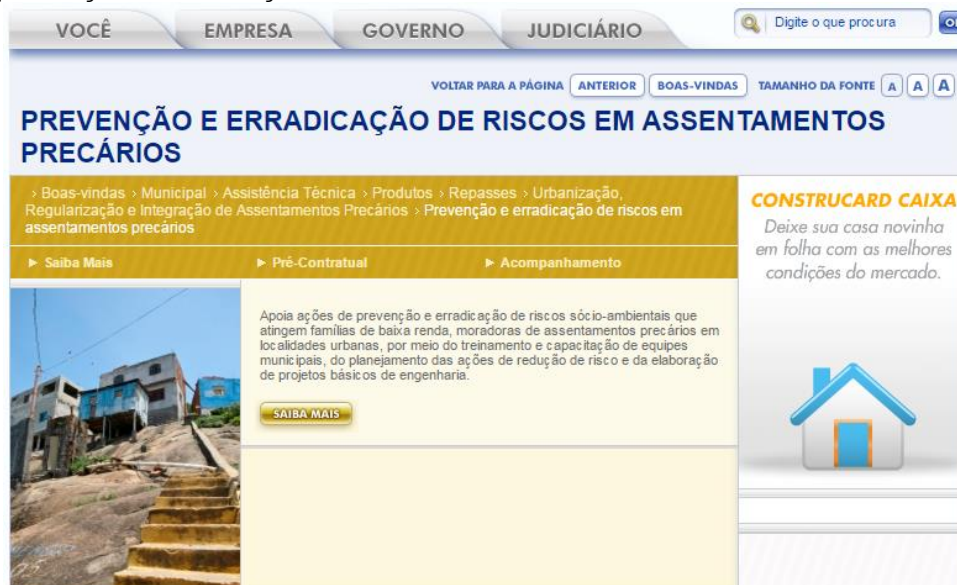 VOCÊ
EMPRESA
GOVERNO
JUDICIÁRIO
Digite o que procura
VOLTAR PARA A PÁGINA ANTERIOR BOAS-VINDAS TAMANHO DA FONTE A A A
PREVENÇÃO E ERRADICAÇÃO DE RISCOS EM ASSENTAMENTOS
PRECÁRIOS
› Boas-vindas › Municipal › Assistência Técnica › Produtos › Repasses › Urbanização,
Regularização e Integração de Assentamentos Precários › Prevenção e erradicação de riscos em
assentamentos precários
► Saiba Mais
► Pré-Contratual
► Acompanhamento
Apoia ações de prevenção e erradicação de riscos sócio-ambientais que
atingem famílias de baixa renda, moradoras de assentamentos precários em
localidades urbanas, por meio do treinamento e capacitação de equipes
municipais, do planejamento das ações de redução de risco e da elaboração
de projetos básicos de engenharia.
SAIBA MAIS
CONSTRUCARD CAIXA
Deixe sua casa novinha
em folha com as melhores
condições do mercado.